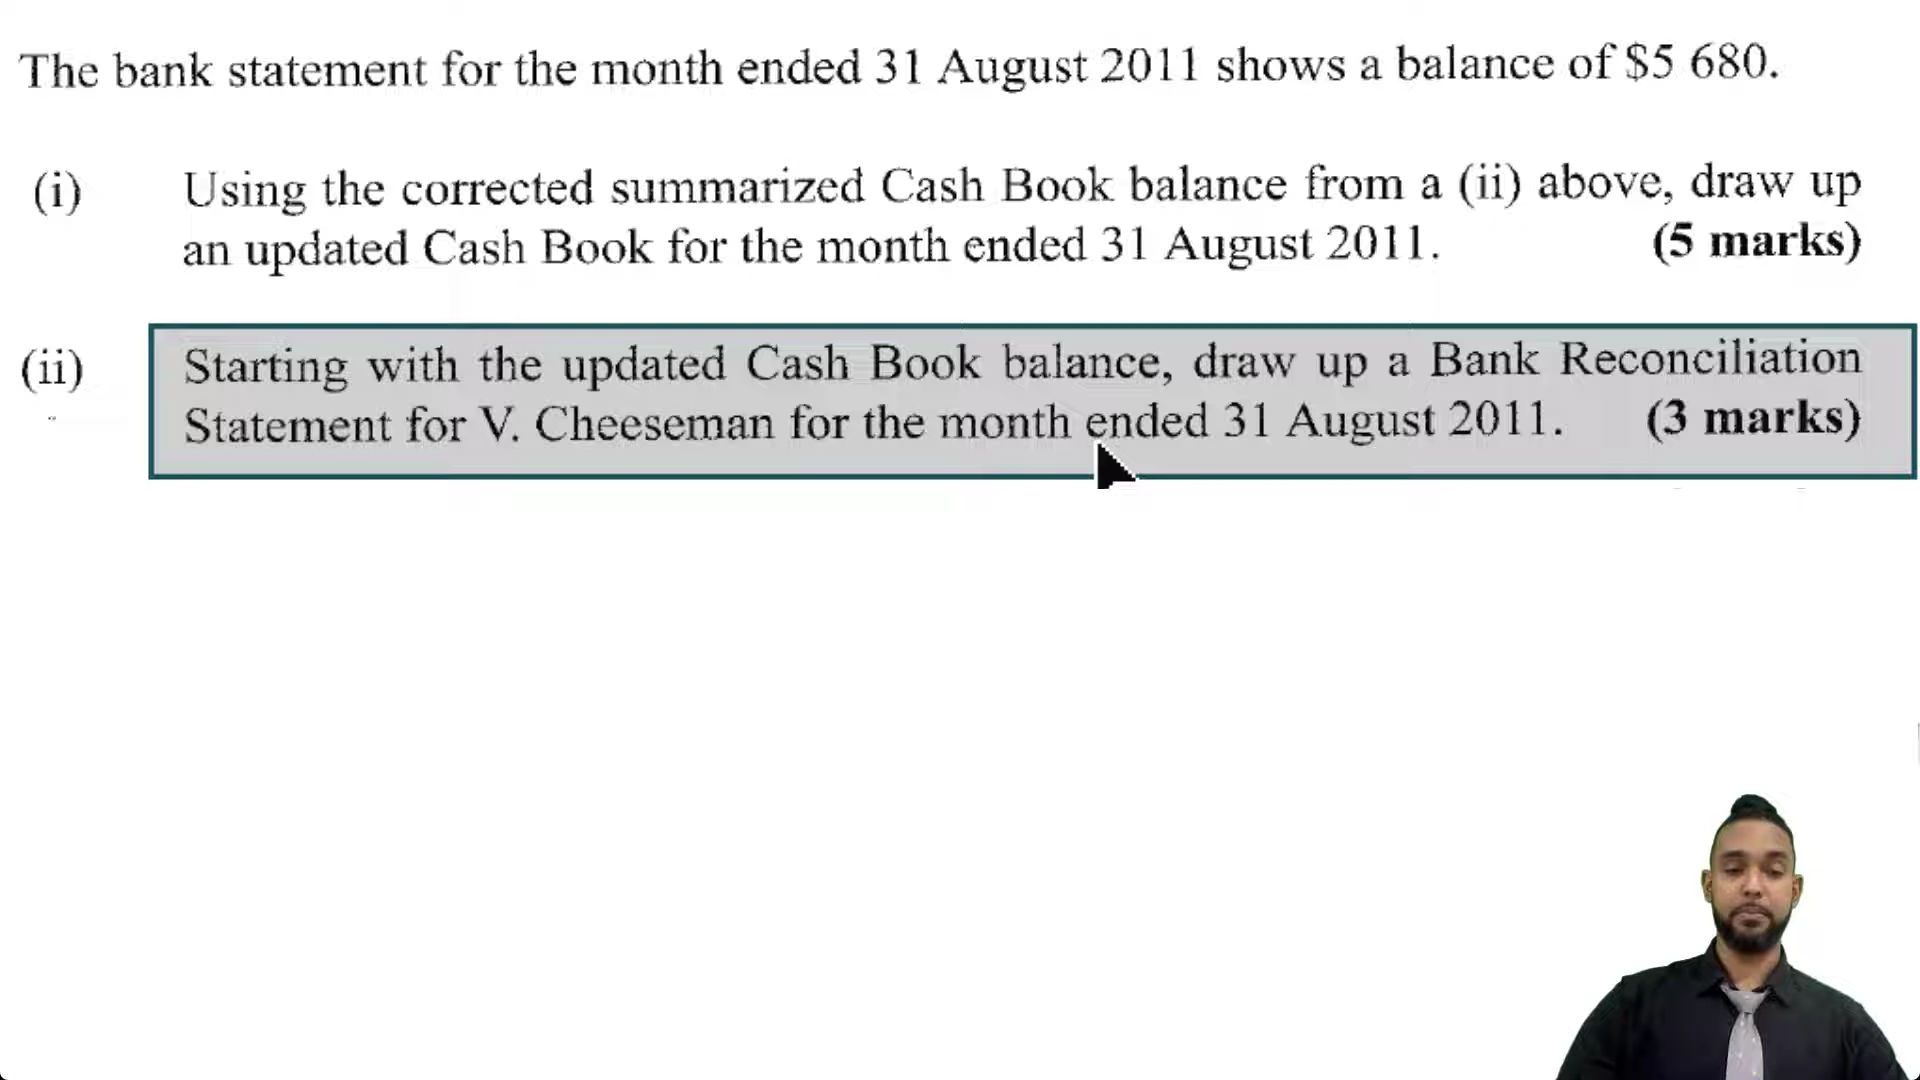 The bank statement for the month ended 31 August 2011 shows a balance of $5 680.
(i) Using the corrected summarized Cash Book balance from a (ii) above, draw up
an updated Cash Book for the month ended 31 August 2011. (5 marks)
(ii) Starting with the updated Cash Book balance, draw up a Bank Reconciliation
Statement for V. Cheeseman for the month ended 31 August 2011. (3 marks)